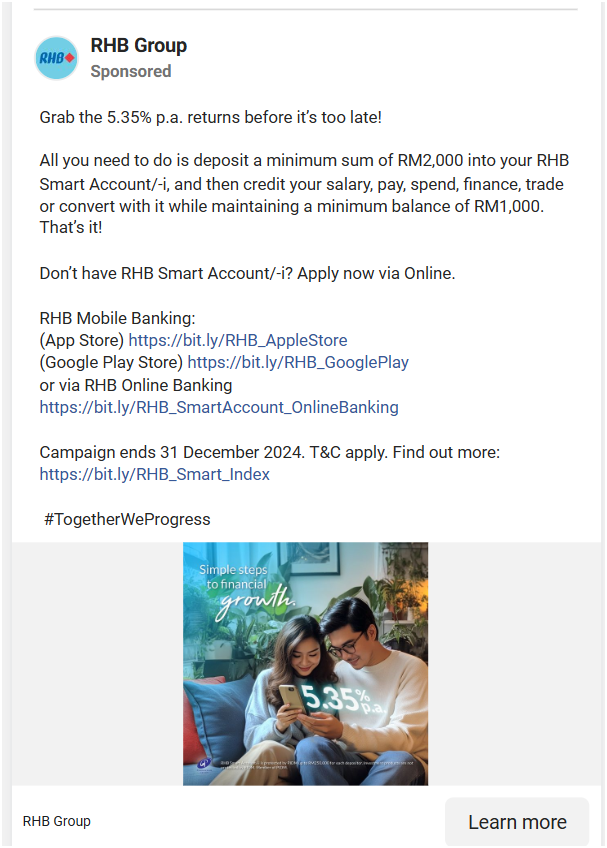 RHB Group
RHB
Sponsored
Grab the 5.35% p.a. returns before it's too late!
All you need to do is deposit a minimum sum of RM2,000 into your RHB
Smart Account/-i, and then credit your salary, pay, spend, finance, trade
or convert with it while maintaining a minimum balance of RM1,000.
That's it!
Don't have RHB Smart Account/-i? Apply now via Online.
RHB Mobile Banking:
(App Store) https://bit.ly/RHB_AppleStore
(Google Play Store) https://bit.ly/RHB_GooglePlay
or via RHB Online Banking
https://bit.ly/RHB_SmartAccount_OnlineBanking
Campaign ends 31 December 2024. T&C apply. Find out more:
https://bit.ly/RHB_Smart_Index
#TogetherWeProgress
Simple steps
to financial
growth.
5.35% p.a.
RHB Group
Learn more